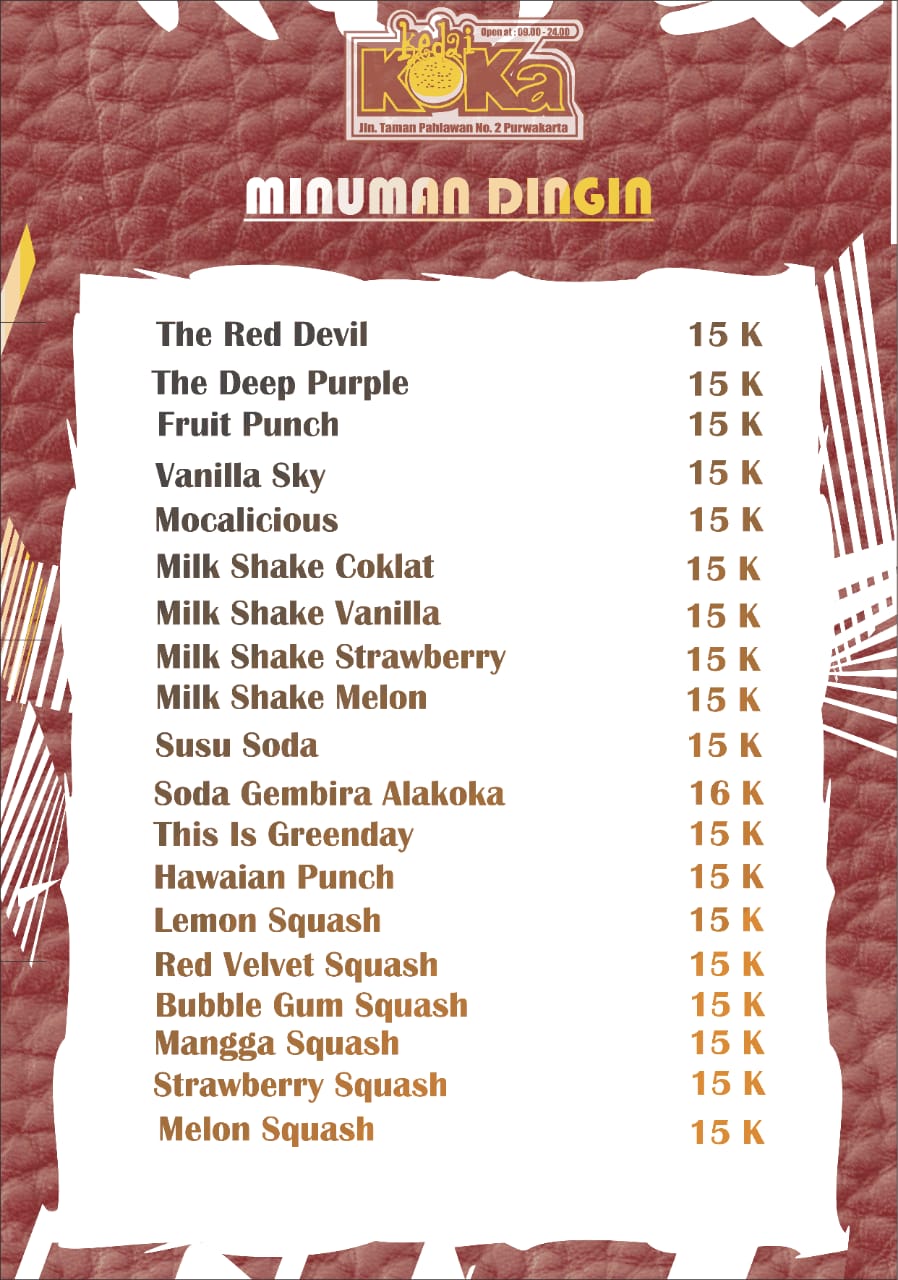 kedai
Open at : 09.00 - 24.00
KOKa
Jln. Taman Pahlawan No. 2 Purwakarta
MINUMAN DINGIN
The Red Devil 15 K
The Deep Purple 15 K
Fruit Punch 15 K
Vanilla Sky 15 K
Mocalicious 15 K
Milk Shake Coklat 15 K
Milk Shake Vanilla 15 K
Milk Shake Strawberry 15 K
Milk Shake Melon 15 K
Susu Soda 15 K
Soda Gembira Alakoka 16 K
This Is Greenday 15 K
Hawaian Punch 15 K
Lemon Squash 15 K
Red Velvet Squash 15 K
Bubble Gum Squash 15 K
Mangga Squash 15 K
Strawberry Squash 15 K
Melon Squash 15 K